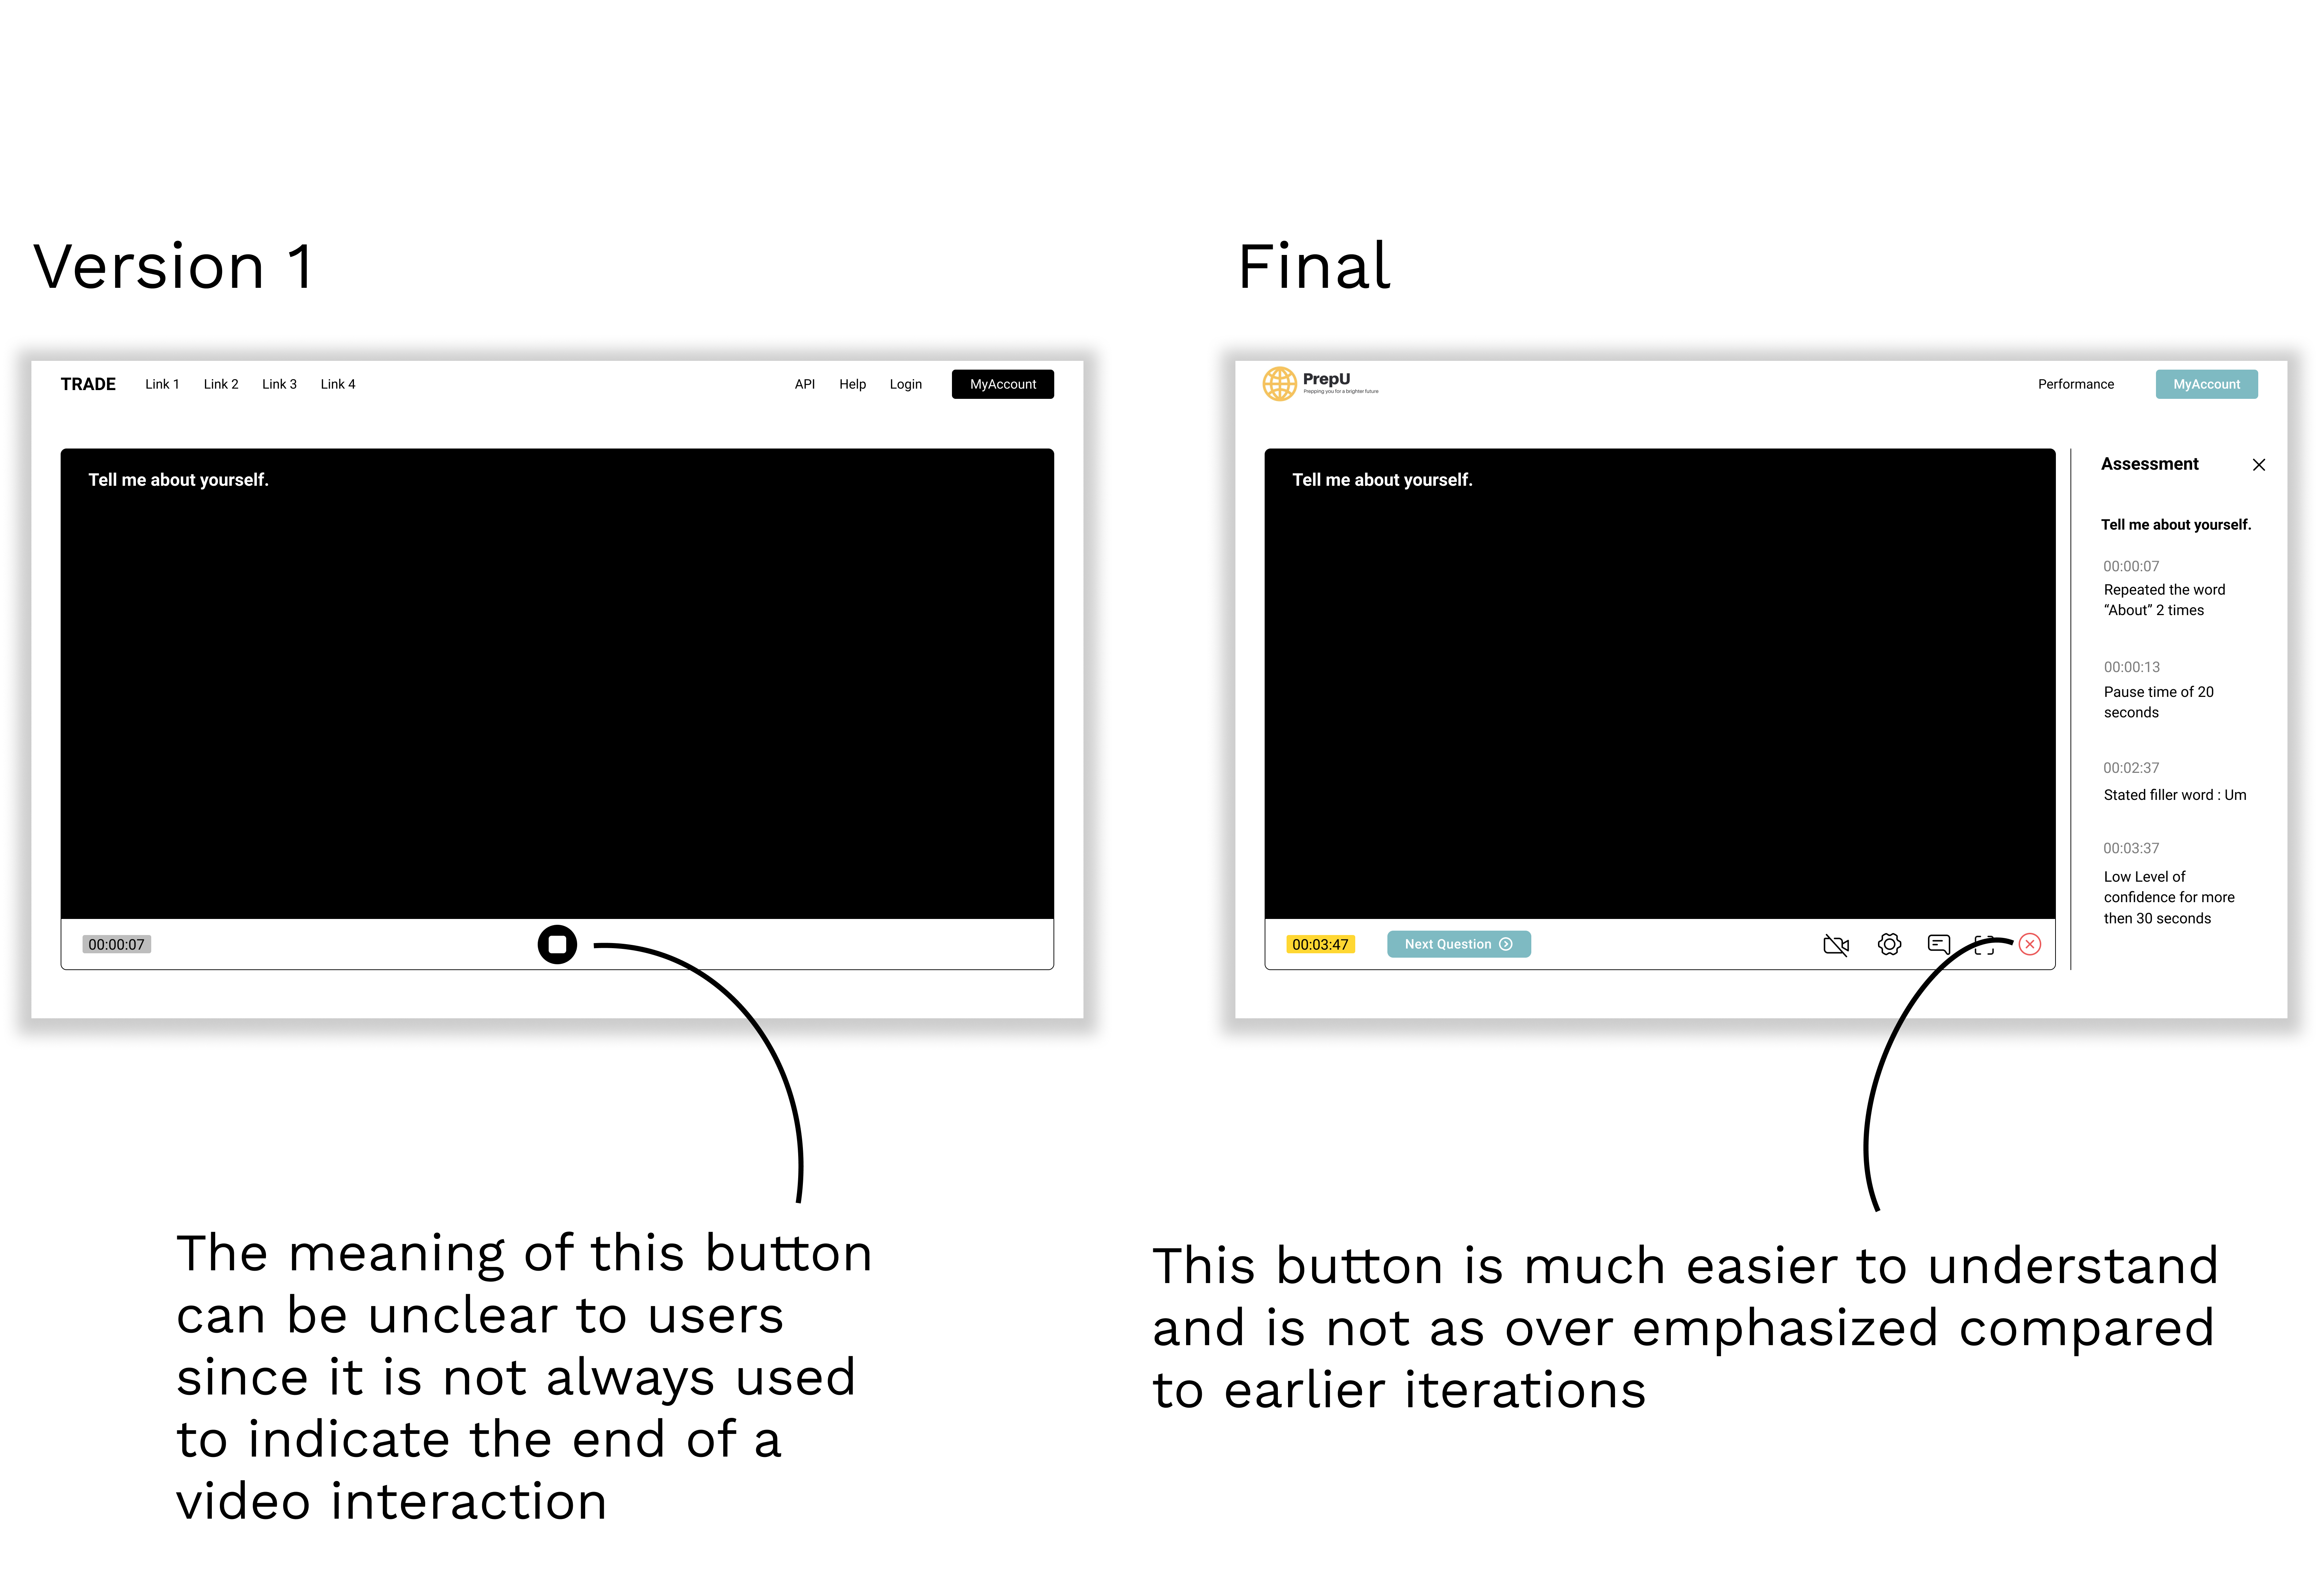 Version 1
Final
TRADE
Link 1
Link 2
Link 3
Link 4
API
Help
Login
MyAccount
Tell me about yourself.
00:00:07
PrepU
Prepping you for a brighter future
Performance
MyAccount
Tell me about yourself.
00:03:47
Next Question
Assessment
Tell me about yourself.
00:00:07
Repeated the word
“About” 2 times
00:00:13
Pause time of 20
seconds
00:02:37
Stated filler word : Um
00:03:37
Low Level of
confidence for more
then 30 seconds
The meaning of this button
can be unclear to users
since it is not always used
to indicate the end of a
video interaction
This button is much easier to understand
and is not as over emphasized compared
to earlier iterations